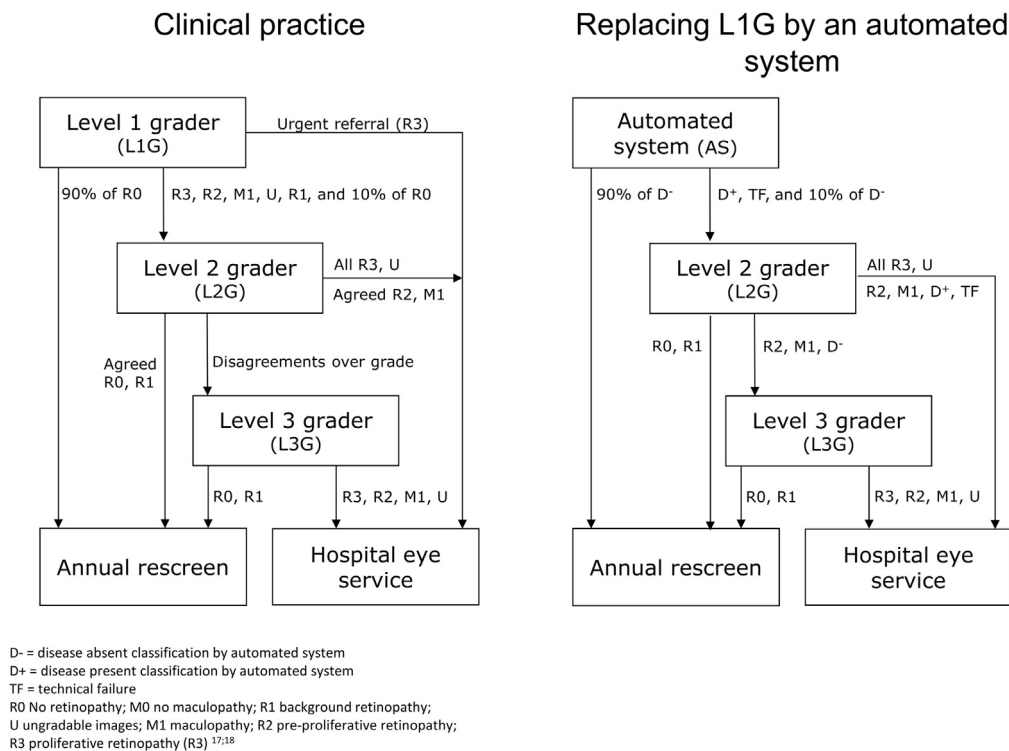 Clinical practice
Level 1 grader
(L1G)
Urgent referral (R3)
90% of R0
R3, R2, M1, U, R1, and 10% of R0
Level 2 grader
(L2G)
All R3, U
Agreed R2, M1
Agreed
R0, R1
Disagreements over grade
Level 3 grader
(L3G)
R0, R1
R3, R2, M1, U
Annual rescreen
Hospital eye
service
Replacing L1G by an automated
system
Automated
system (AS)
90% of D-
D+, TF, and 10% of D-
Level 2 grader
(L2G)
All R3, U
R2, M1, D+, TF
R0, R1
R2, M1, D-
Level 3 grader
(L3G)
R0, R1
R3, R2, M1, U
Annual rescreen
Hospital eye
service
D- = disease absent classification by automated system
D+ = disease present classification by automated system
TF = technical failure
R0 No retinopathy; M0 no maculopathy; R1 background retinopathy;
U ungradable images; M1 maculopathy; R2 pre-proliferative retinopathy;
R3 proliferative retinopathy (R3) 17;18